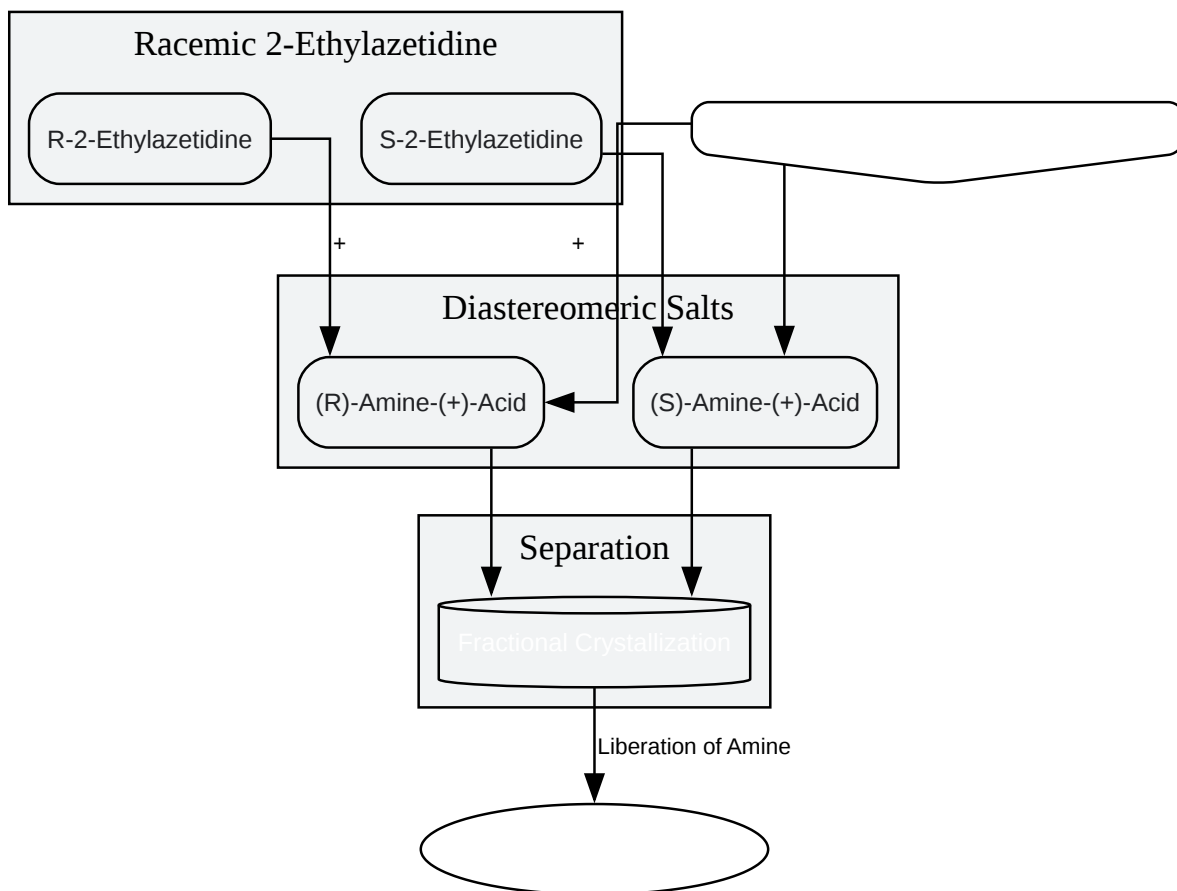 Racemic 2-Ethylazetidine
R-2-Ethylazetidine
S-2-Ethylazetidine
+
+
Diastereomeric Salts
(R)-Amine-(+)-Acid
(S)-Amine-(+)-Acid
Separation
Fractional Crystallization
Liberation of Amine